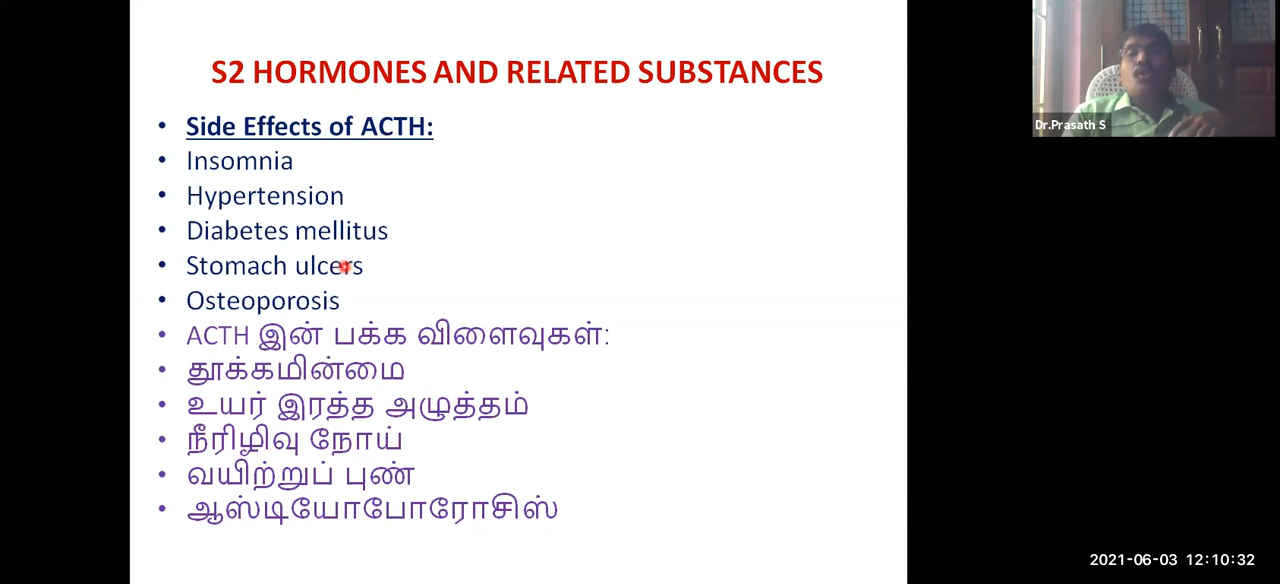 S2 HORMONES AND RELATED SUBSTANCES
• Side Effects of ACTH:
• Insomnia
• Hypertension
• Diabetes mellitus
• Stomach ulcers
• Osteoporosis
• ACTH இன் பக்க விளைவுகள்:
• தூக்கமின்மை
• உயர் இரத்த அழுத்தம்
• நீரிழிவு நோய்
• வயிற்றுப் புண்
• ஆஸ்டியோபோரோசிஸ்
Dr.Prasath S
2021-06-03 12:10:32